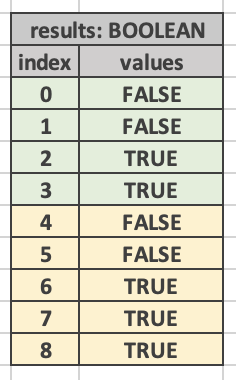 results: BOOLEAN
index values
0 FALSE
1 FALSE
2 TRUE
3 TRUE
4 FALSE
5 FALSE
6 TRUE
7 TRUE
8 TRUE